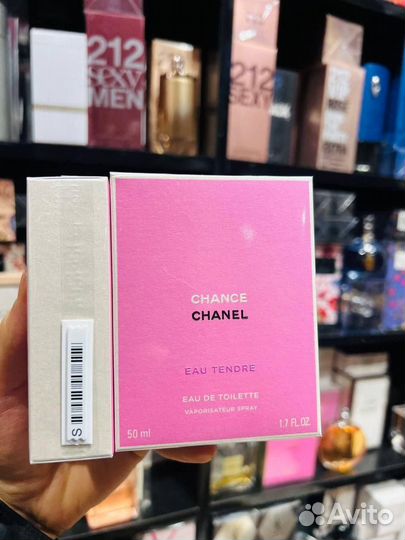 212
SEXY
MEN
212
SEXY
CHANCE
CHANEL
EAU TENDRE
EAU DE TOILETTE
VAPORISATEUR SPRAY
50 ml
1.7 FL. OZ.
S
Avito